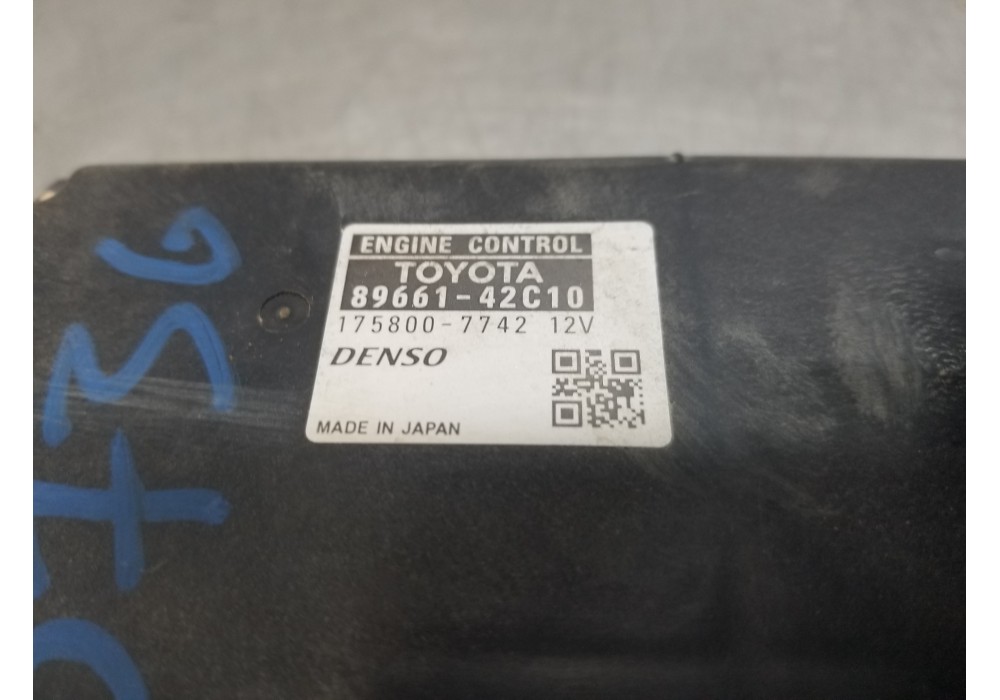 ENGINE CONTROL
TOYOTA
89661-42C10
175800-7742 12V
DENSO
MADE IN JAPAN